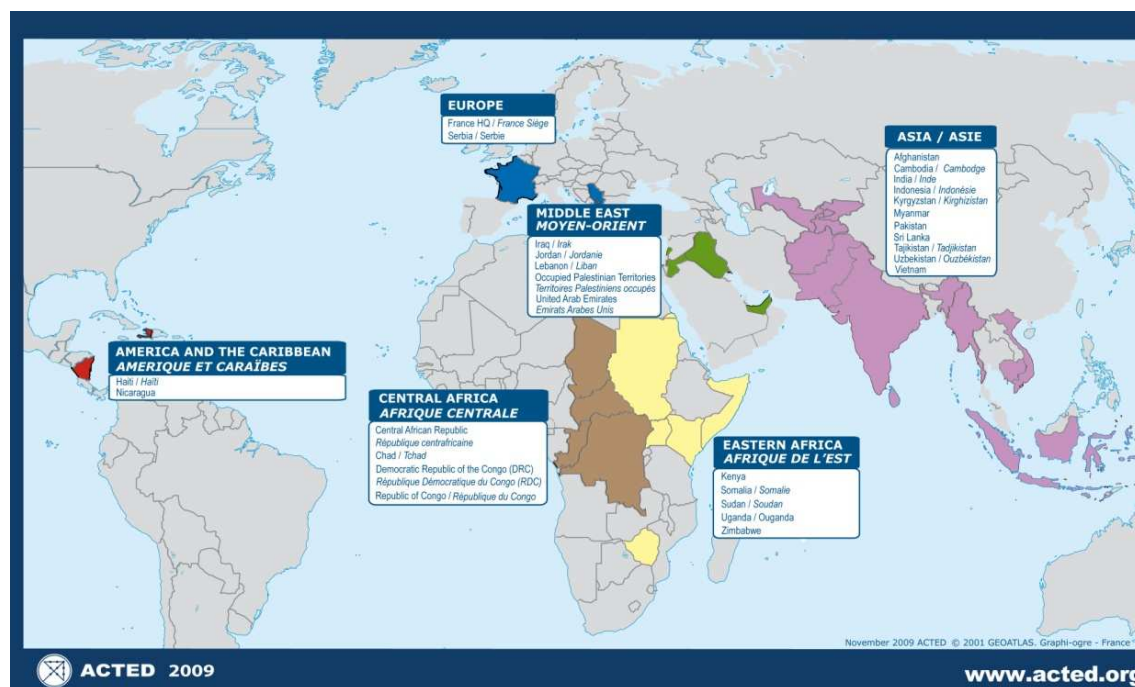 EUROPE
France HQ / France Siège
Serbia / Serbie
ASIA / ASIE
Afghanistan
Cambodia / Cambodge
India / Inde
Indonesia / Indonésie
Kyrgyzstan / Kirghizistan
Myanmar
Pakistan
Sri Lanka
Tajikistan / Tadjikistan
Uzbekistan / Ouzbékistan
Vietnam
MIDDLE EAST
MOYEN-ORIENT
Iraq / Irak
Jordan / Jordanie
Lebanon / Liban
Occupied Palestinian Territories
Territoires Palestiniens occupés
United Arab Emirates
Emirats Arabes Unis
AMERICA AND THE CARIBBEAN
AMERIQUE ET CARAÏBES
Haiti / Haïti
Nicaragua
CENTRAL AFRICA
AFRIQUE CENTRALE
Central African Republic
République centrafricaine
Chad / Tchad
Democratic Republic of the Congo (DRC)
République Démocratique du Congo (RDC)
Republic of Congo / République du Congo
EASTERN AFRICA
AFRIQUE DE L'EST
Kenya
Somalia / Somalie
Sudan / Soudan
Uganda / Ouganda
Zimbabwe
November 2009 ACTED © 2001 GEOATLAS. Graphi-ogre - France
ACTED 2009
www.acted.org